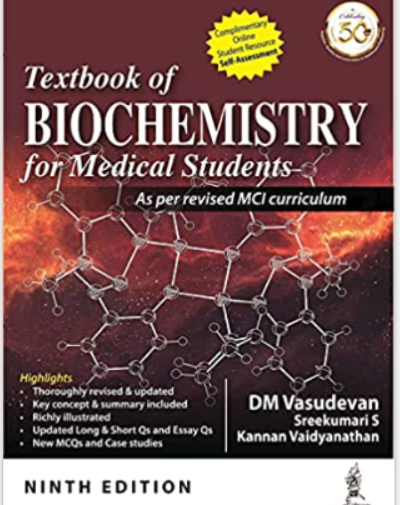 Complimentary
Online
Student Resource
Self-Assessment
50
Textbook of
BIOCHEMISTRY
for Medical Students
As per revised MCI curriculum
Highlights
• Thoroughly revised & updated
• Key concept & summary included
• Richly illustrated
• Updated Long & Short Qs and Essay Qs
• New MCQs and Case studies
DM Vasudevan
Sreekumari S
Kannan Vaidyanathan
NINTH EDITION